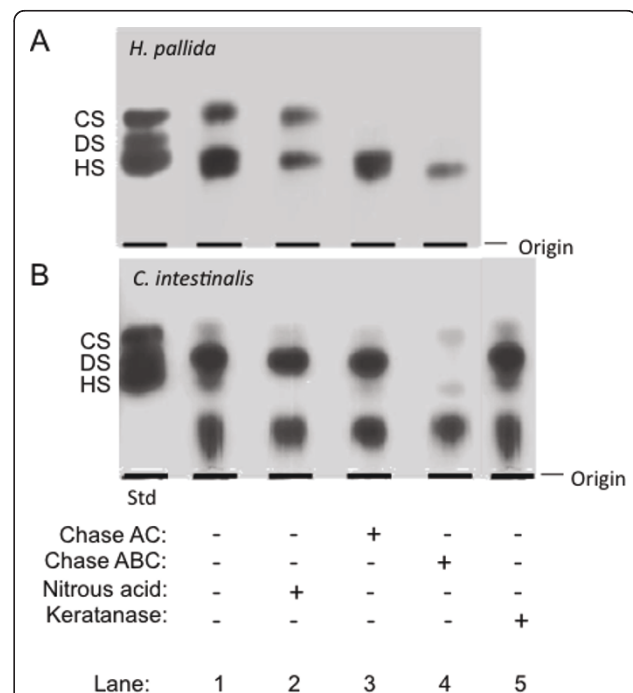 A
H. pallida
CS
DS
HS
Origin
B
C. intestinalis
CS
DS
HS
Origin
Std
Chase AC: - - + - -
Chase ABC: - - - + -
Nitrous acid: - + - - -
Keratanase: - - - - +
Lane: 1 2 3 4 5